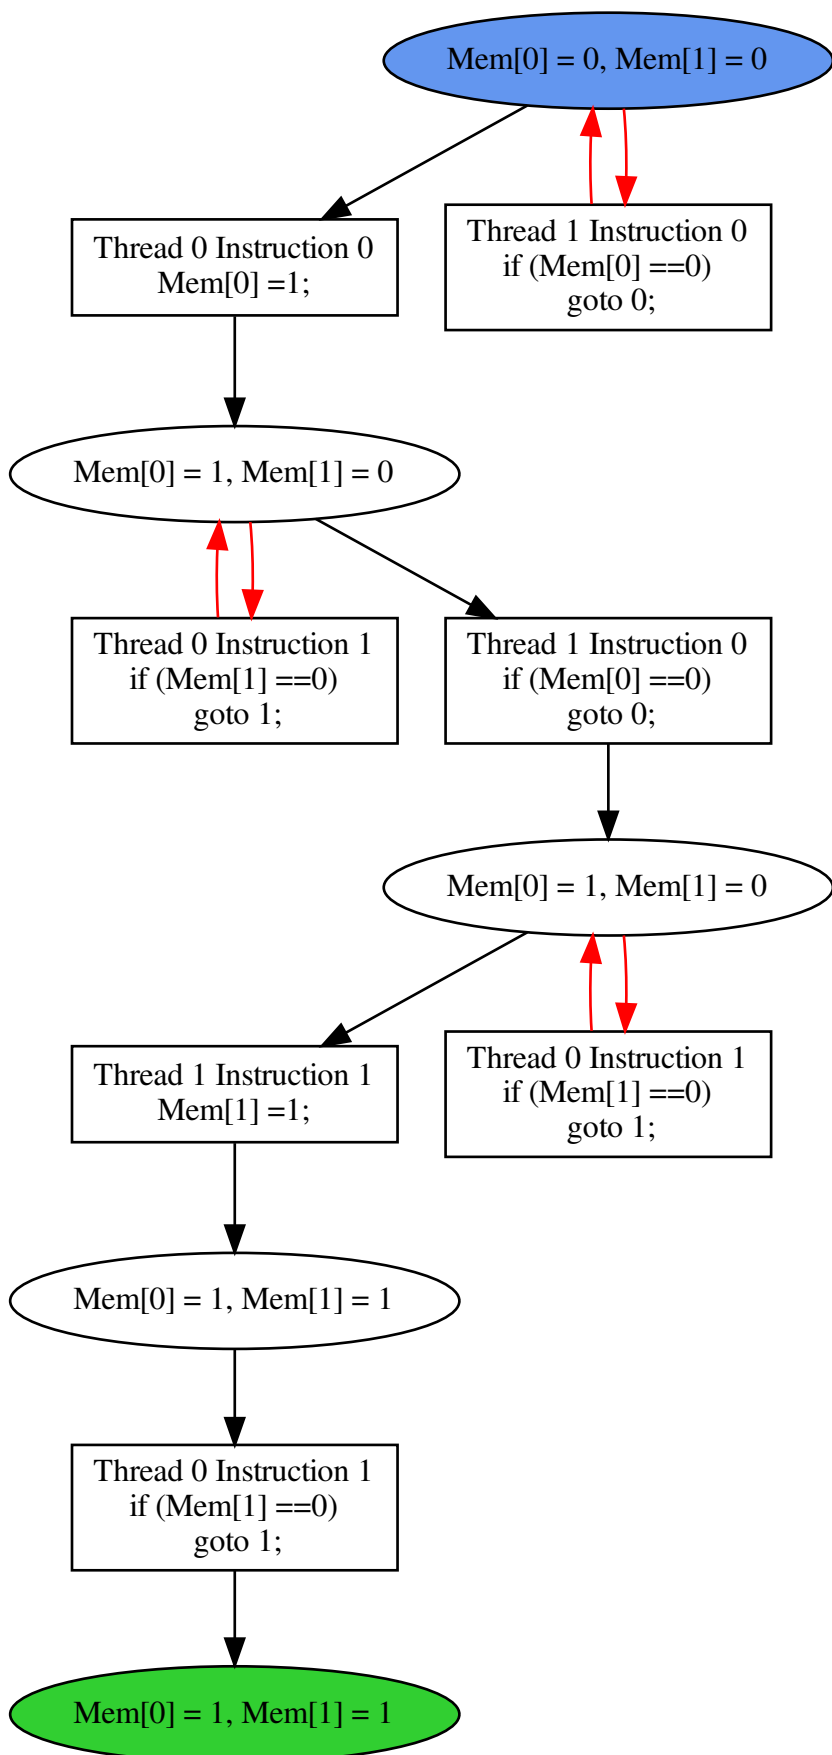 Mem[0] = 0, Mem[1] = 0
Thread 0 Instruction 0
Mem[0] =1;
Thread 1 Instruction 0
if (Mem[0] ==0)
goto 0;
Mem[0] = 1, Mem[1] = 0
Thread 0 Instruction 1
if (Mem[1] ==0)
goto 1;
Thread 1 Instruction 0
if (Mem[0] ==0)
goto 0;
Mem[0] = 1, Mem[1] = 0
Thread 1 Instruction 1
Mem[1] =1;
Thread 0 Instruction 1
if (Mem[1] ==0)
goto 1;
Mem[0] = 1, Mem[1] = 1
Thread 0 Instruction 1
if (Mem[1] ==0)
goto 1;
Mem[0] = 1, Mem[1] = 1